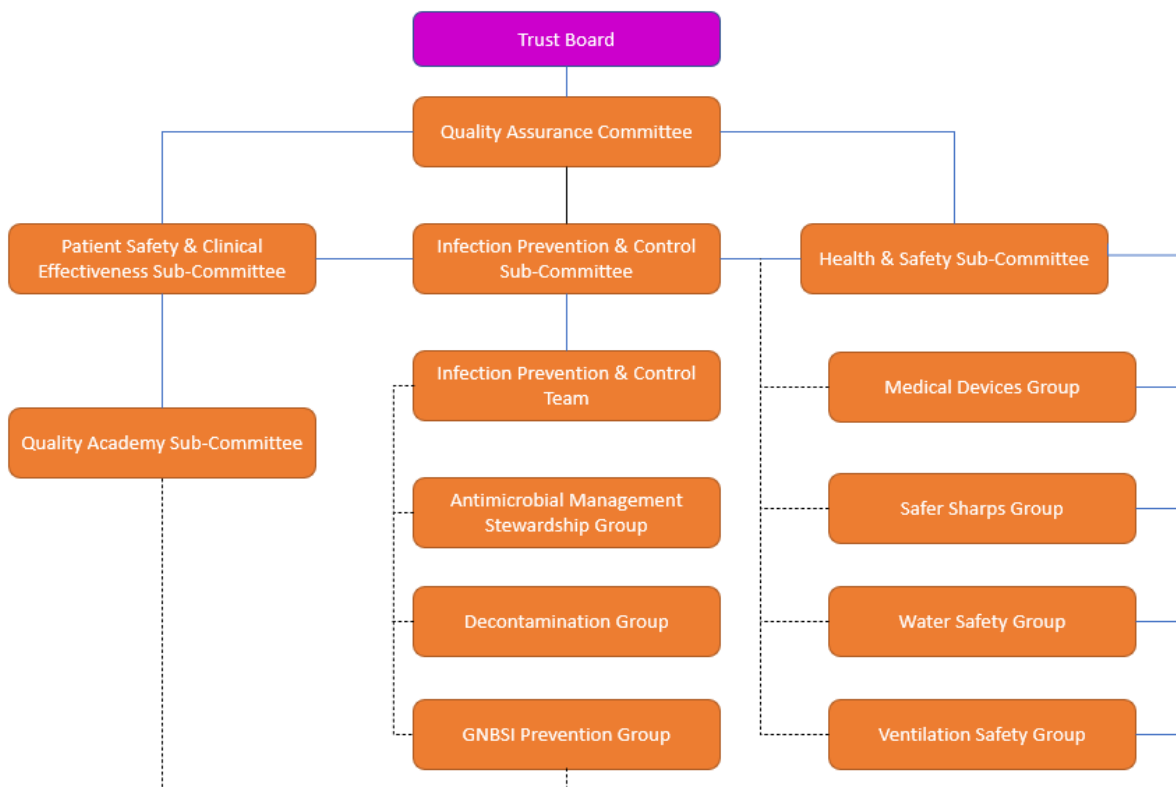 Trust Board
Quality Assurance Committee
Patient Safety & Clinical
Effectiveness Sub-Committee
Infection Prevention & Control
Sub-Committee
Health & Safety Sub-Committee
Infection Prevention & Control
Team
Medical Devices Group
Quality Academy Sub-Committee
Antimicrobial Management
Stewardship Group
Safer Sharps Group
Decontamination Group
Water Safety Group
GNBSI Prevention Group
Ventilation Safety Group